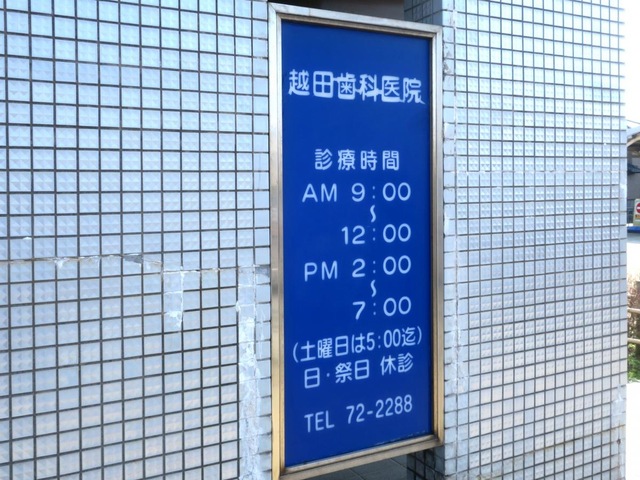 越田歯科医院
診療時間
AM 9:00
～
12:00
PM 2:00
～
7:00
(土曜日は5:00迄)
日・祭日 休診
TEL 72-2288